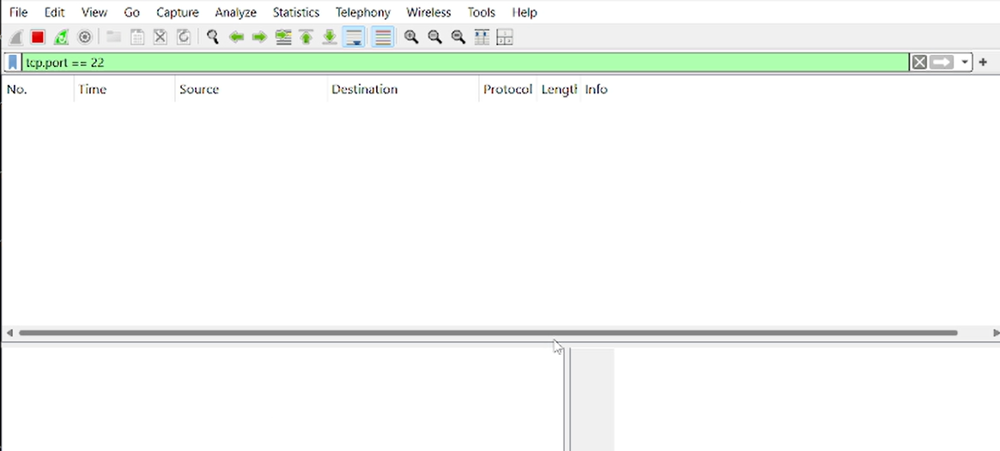 File Edit View Go Capture Analyze Statistics Telephony Wireless Tools Help
tcp.port == 22
No. Time Source Destination Protocol Length Info